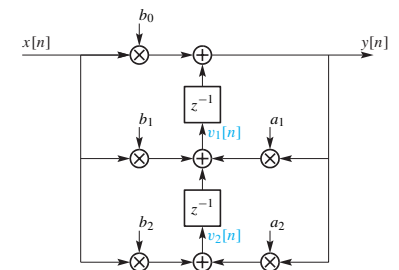 b₀
x[n] y[n]
z⁻¹
b₁ v₁[n] a₁
z⁻¹
b₂ v₂[n] a₂